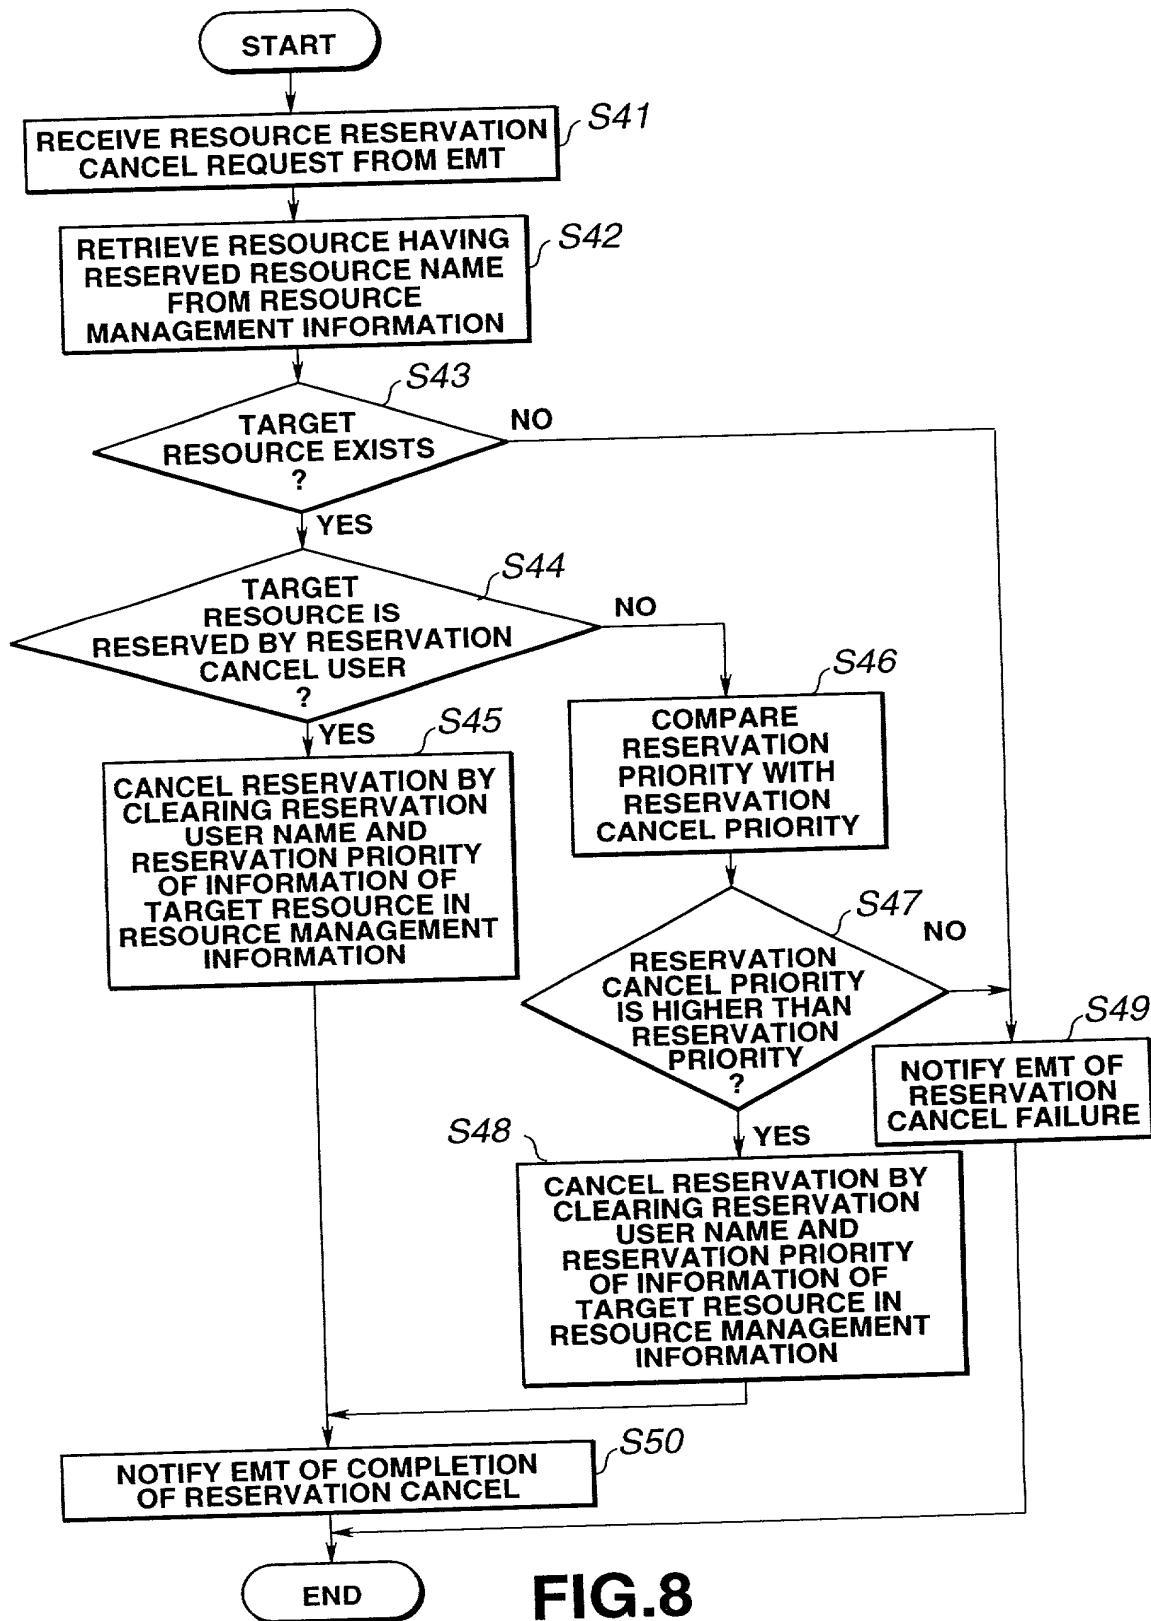 START
RECEIVE RESOURCE RESERVATION
CANCEL REQUEST FROM EMT
S41
RETRIEVE RESOURCE HAVING
RESERVED RESOURCE NAME
FROM RESOURCE
MANAGEMENT INFORMATION
S42
TARGET
RESOURCE EXISTS
?
S43
NO
YES
TARGET
RESOURCE IS
RESERVED BY RESERVATION
CANCEL USER
?
S44
NO
YES
CANCEL RESERVATION BY
CLEARING RESERVATION
USER NAME AND
RESERVATION PRIORITY
OF INFORMATION OF
TARGET RESOURCE IN
RESOURCE MANAGEMENT
INFORMATION
S45
COMPARE
RESERVATION
PRIORITY WITH
RESERVATION
CANCEL PRIORITY
S46
RESERVATION
CANCEL PRIORITY
IS HIGHER THAN
RESERVATION
PRIORITY
?
S47
NO
YES
NOTIFY EMT OF
RESERVATION
CANCEL FAILURE
S49
S48
CANCEL RESERVATION BY
CLEARING RESERVATION
USER NAME AND
RESERVATION PRIORITY
OF INFORMATION OF
TARGET RESOURCE IN
RESOURCE MANAGEMENT
INFORMATION
NOTIFY EMT OF COMPLETION
OF RESERVATION CANCEL
S50
END
FIG.8